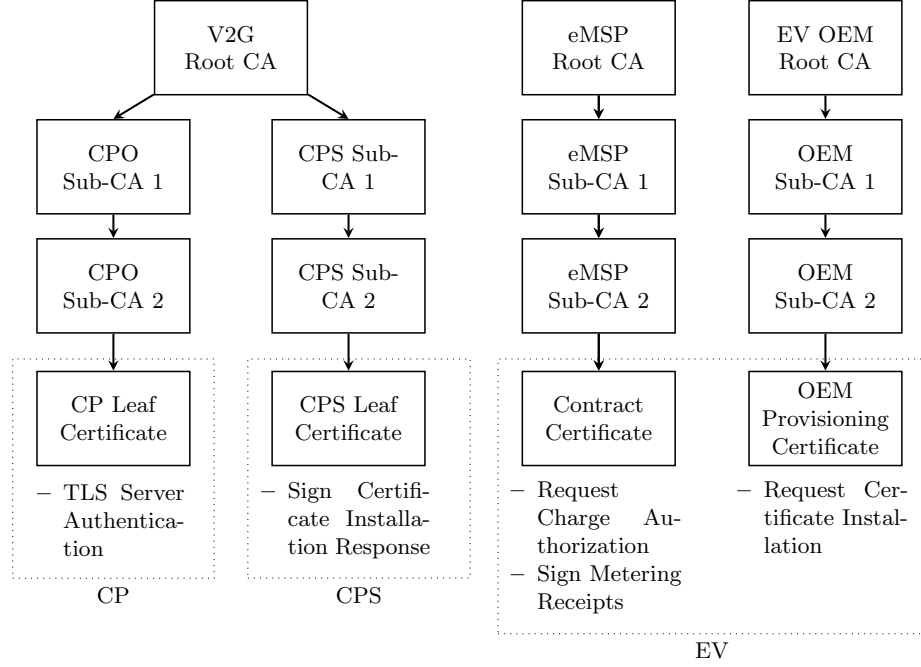 V2G
Root CA
eMSP
Root CA
EV OEM
Root CA
CPO
Sub-CA 1
CPS Sub-
CA 1
eMSP
Sub-CA 1
OEM
Sub-CA 1
CPO
Sub-CA 2
CPS Sub-
CA 2
eMSP
Sub-CA 2
OEM
Sub-CA 2
CP Leaf
Certificate
CPS Leaf
Certificate
Contract
Certificate
OEM
Provisioning
Certificate
– TLS Server
Authentica-
tion
– Sign Certifi-
cate Installa-
tion Response
– Request
Charge Au-
thorization
– Sign Metering
Receipts
– Request Cer-
tificate Instal-
lation
CP
CPS
EV